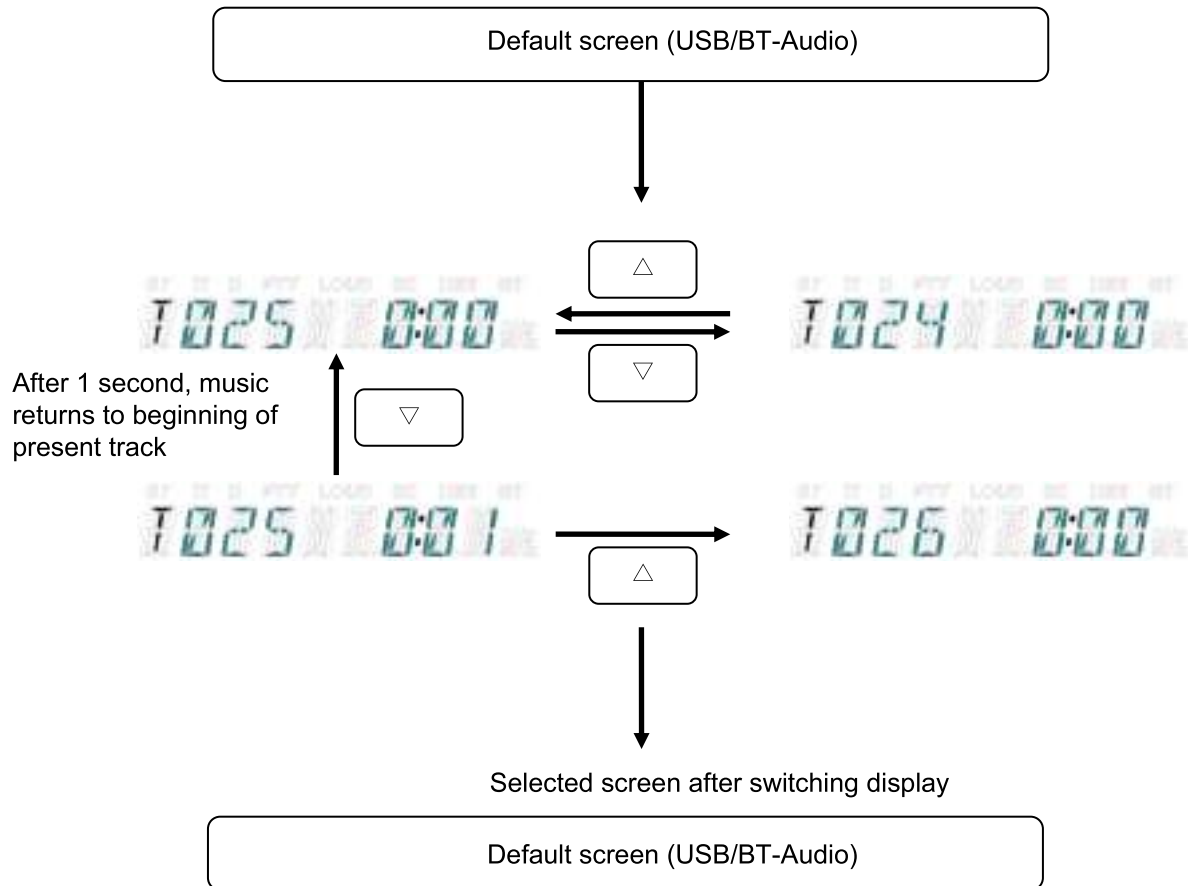 Default screen (USB/BT-Audio)
△
T025 0:00
T024 0:00
▽
After 1 second, music
returns to beginning of
present track
▽
T025 0:01
T026 0:00
△
Selected screen after switching display
Default screen (USB/BT-Audio)